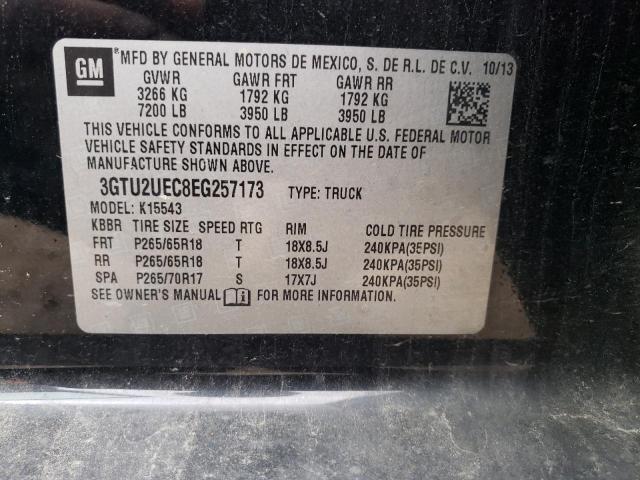 GM MFD BY GENERAL MOTORS DE MEXICO, S. DE R.L. DE C.V. 10/13
GVWR GAWR FRT GAWR RR
3266 KG 1792 KG 1792 KG
7200 LB 3950 LB 3950 LB
THIS VEHICLE CONFORMS TO ALL APPLICABLE U.S. FEDERAL MOTOR
VEHICLE SAFETY STANDARDS IN EFFECT ON THE DATE OF
MANUFACTURE SHOWN ABOVE.
3GTU2UEC8EG257173 TYPE: TRUCK
MODEL: K15543
KBBR TIRE SIZE SPEED RTG RIM COLD TIRE PRESSURE
FRT P265/65R18 T 18X8.5J 240KPA(35PSI)
RR P265/65R18 T 18X8.5J 240KPA(35PSI)
SPA P265/70R17 S 17X7J 240KPA(35PSI)
SEE OWNER'S MANUAL FOR MORE INFORMATION.